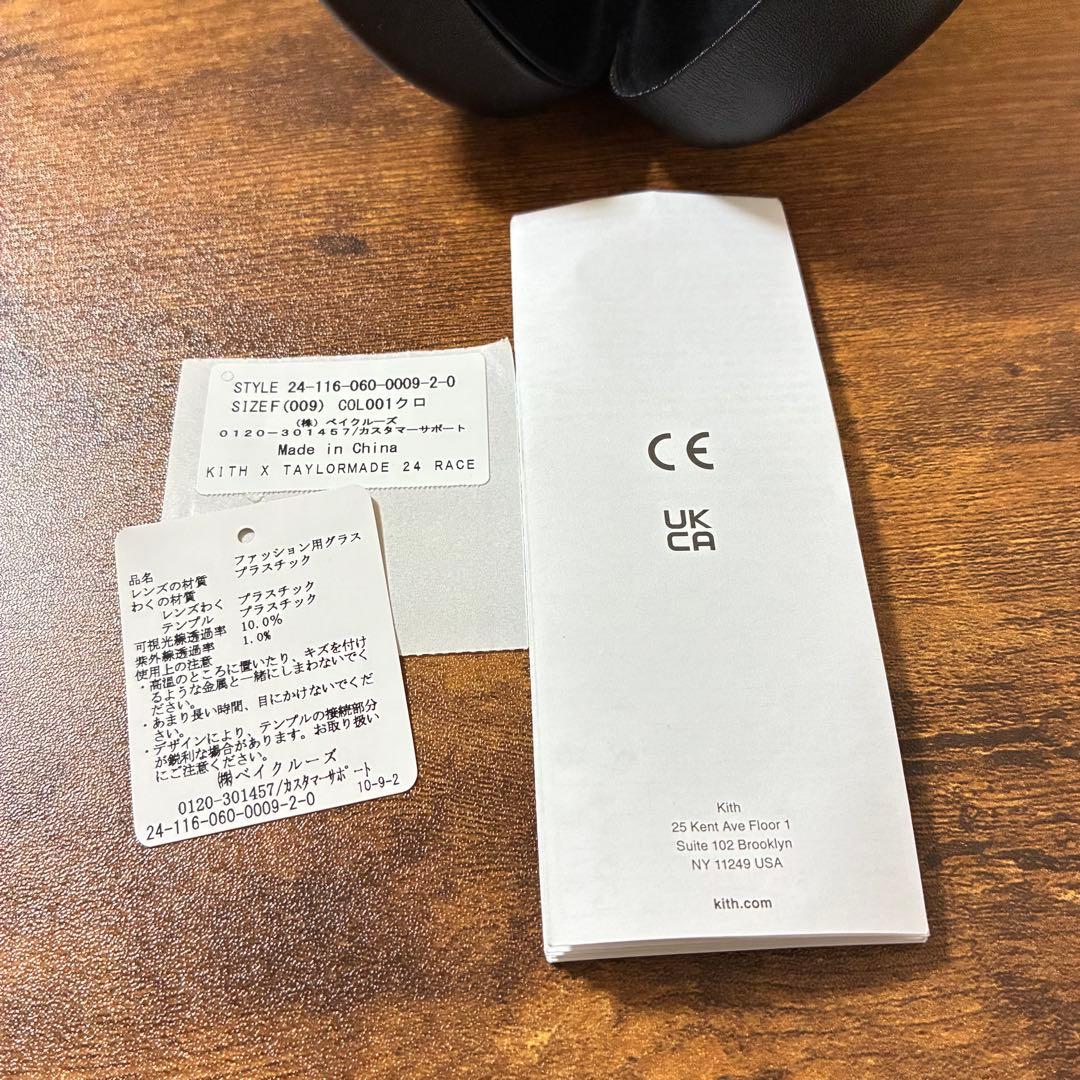 STYLE 24-116-060-0009-2-0
SIZEF(009) COL001クロ
(株) ベイクルーズ
0120-301457/カスタマーサポート
Made in China
KITH X TAYLORMADE 24 RACE
品名 ファッション用グラス
レンズの材質 プラスチック
わくの材質
レンズわく プラスチック
テンプル プラスチック
可視光線透過率 10.0%
紫外線透過率 1.0%
使用上の注意
・高温のところに置いたり、キズを付け
るような金属と一緒にしまわないでく
ださい。
・あまり長い時間、目にかけないでくだ
さい。
・デザインにより、テンプルの接続部分
が鋭利な場合があります。お取り扱い
にご注意ください。
㈱ベイクルーズ
0120-301457/カスタマーサポート
10-9-2
24-116-060-0009-2-0
CE
UK
CA
Kith
25 Kent Ave Floor 1
Suite 102 Brooklyn
NY 11249 USA
kith.com